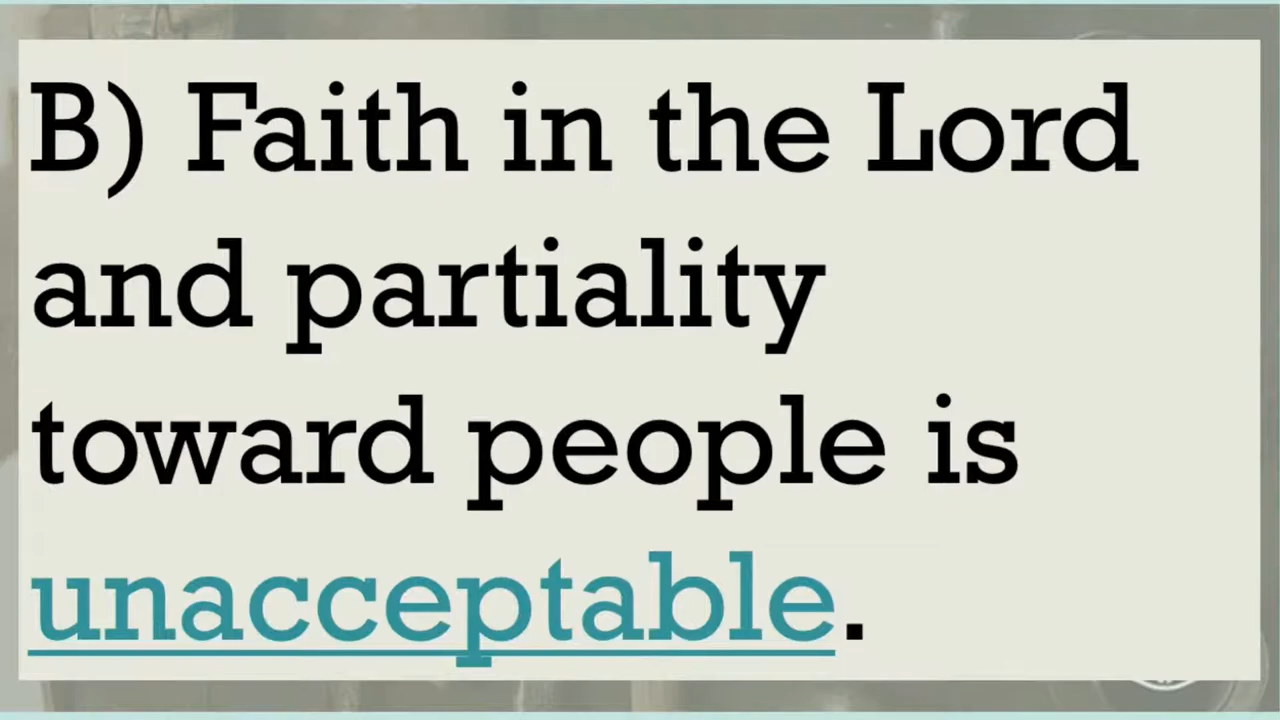 B) Faith in the Lord
and partiality
toward people is
unacceptable.